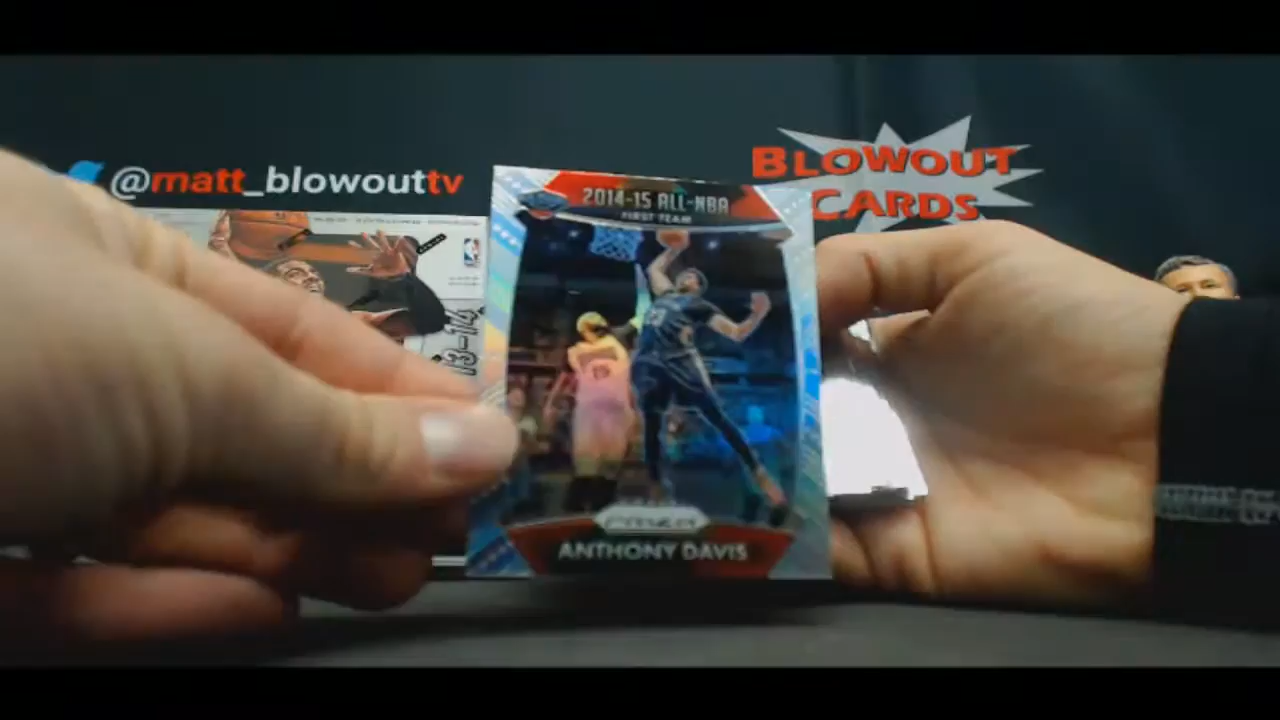 @matt_blowouttv
BLOWOUT
CARDS
2014-15 ALL-NBA
FIRST TEAM
13-14
PRIZM
ANTHONY DAVIS